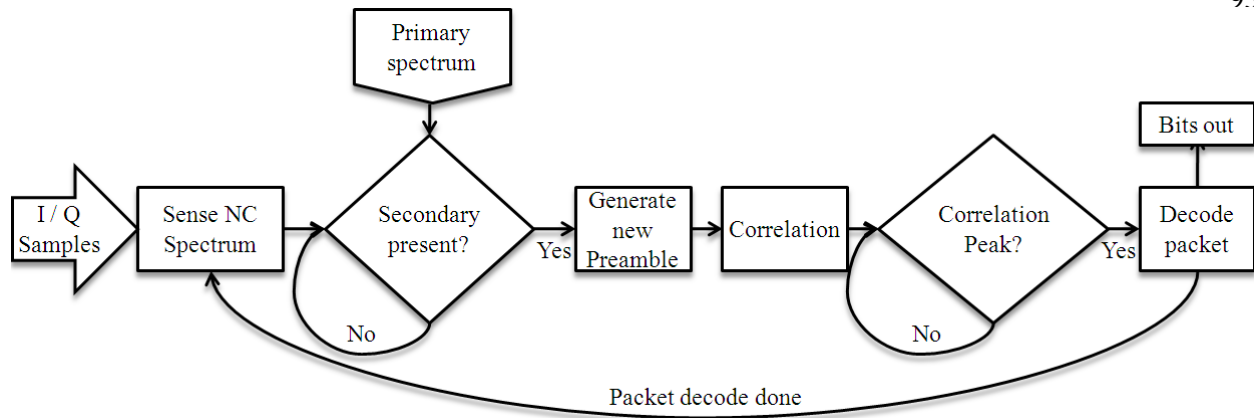 Primary
spectrum
Bits out
I / Q
Samples
Sense NC
Spectrum
Secondary
present?
Yes
Generate
new
Preamble
Correlation
Correlation
Peak?
Yes
Decode
packet
No
No
Packet decode done